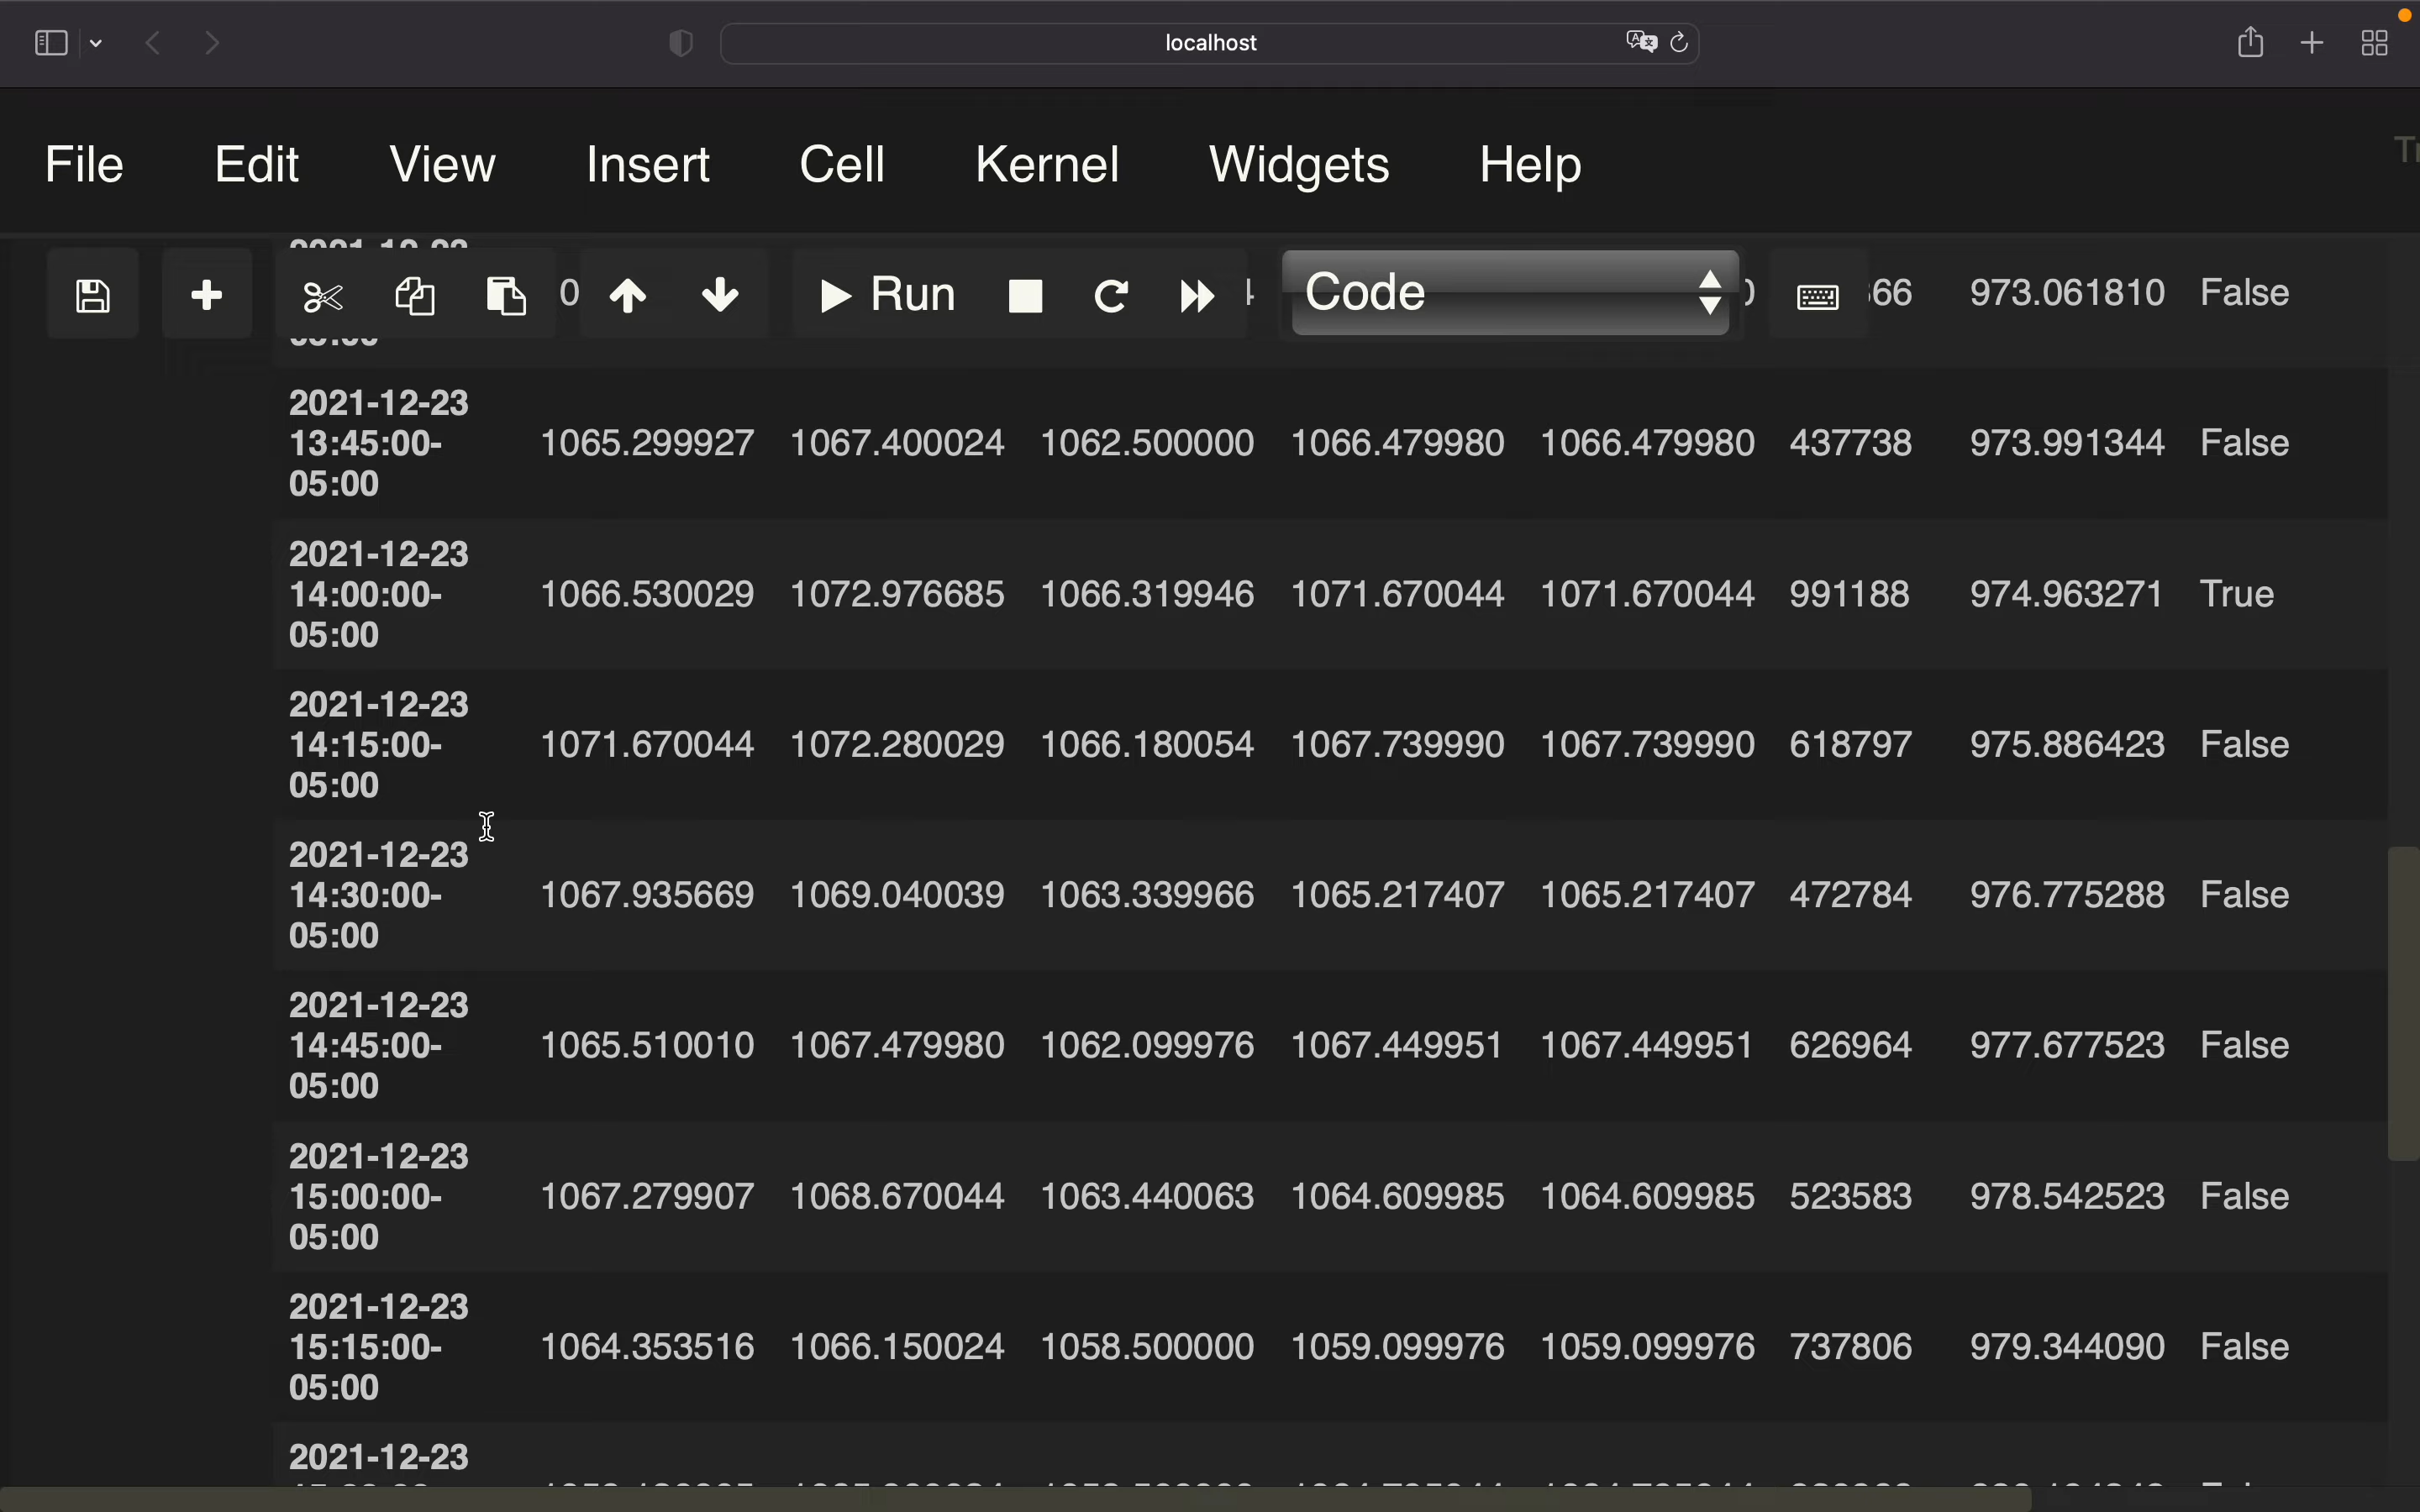 localhost
File Edit View Insert Cell Kernel Widgets Help
Run Code 973.061810 False
2021-12-23
13:45:00- 1065.299927 1067.400024 1062.500000 1066.479980 1066.479980 437738 973.991344 False
05:00
2021-12-23
14:00:00- 1066.530029 1072.976685 1066.319946 1071.670044 1071.670044 991188 974.963271 True
05:00
2021-12-23
14:15:00- 1071.670044 1072.280029 1066.180054 1067.739990 1067.739990 618797 975.886423 False
05:00
2021-12-23
14:30:00- 1067.935669 1069.040039 1063.339966 1065.217407 1065.217407 472784 976.775288 False
05:00
2021-12-23
14:45:00- 1065.510010 1067.479980 1062.099976 1067.449951 1067.449951 626964 977.677523 False
05:00
2021-12-23
15:00:00- 1067.279907 1068.670044 1063.440063 1064.609985 1064.609985 523583 978.542523 False
05:00
2021-12-23
15:15:00- 1064.353516 1066.150024 1058.500000 1059.099976 1059.099976 737806 979.344090 False
05:00
2021-12-23